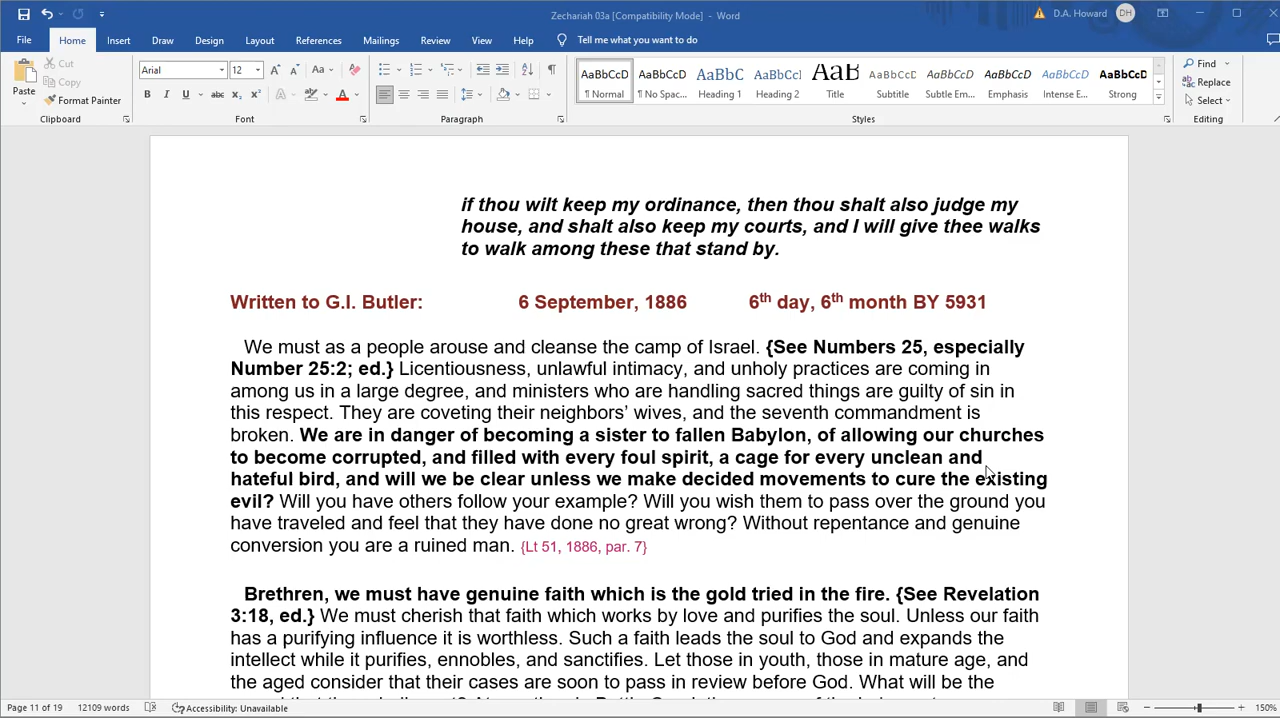 Zechariah 03a [Compatibility Mode] - Word
D.A. Howard DH
File Home Insert Draw Design Layout References Mailings Review View Help Tell me what you want to do
Paste
Cut
Copy
Format Painter
Clipboard
Arial 12
Font
Paragraph
AaBbCcD AaBbCcD AaBbC AaBbCcI AaB AaBbCcD AaBbCcD AaBbCcD AaBbCcD AaBbCcD
¶ Normal ¶ No Spac... Heading 1 Heading 2 Title Subtitle Subtle Em... Emphasis Intense E... Strong
Styles
Find
Replace
Select
Editing
if thou wilt keep my ordinance, then thou shalt also judge my
house, and shalt also keep my courts, and I will give thee walks
to walk among these that stand by.
Written to G.I. Butler: 6 September, 1886 6th day, 6th month BY 5931
We must as a people arouse and cleanse the camp of Israel. {See Numbers 25, especially
Number 25:2; ed.} Licentiousness, unlawful intimacy, and unholy practices are coming in
among us in a large degree, and ministers who are handling sacred things are guilty of sin in
this respect. They are coveting their neighbors' wives, and the seventh commandment is
broken. We are in danger of becoming a sister to fallen Babylon, of allowing our churches
to become corrupted, and filled with every foul spirit, a cage for every unclean and
hateful bird, and will we be clear unless we make decided movements to cure the existing
evil? Will you have others follow your example? Will you wish them to pass over the ground you
have traveled and feel that they have done no great wrong? Without repentance and genuine
conversion you are a ruined man. {Lt 51, 1886, par. 7}
Brethren, we must have genuine faith which is the gold tried in the fire. {See Revelation
3:18, ed.} We must cherish that faith which works by love and purifies the soul. Unless our faith
has a purifying influence it is worthless. Such a faith leads the soul to God and expands the
intellect while it purifies, ennobles, and sanctifies. Let those in youth, those in mature age, and
the aged consider that their cases are soon to pass in review before God. What will be the
Page 11 of 19 12109 words Accessibility: Unavailable 150%